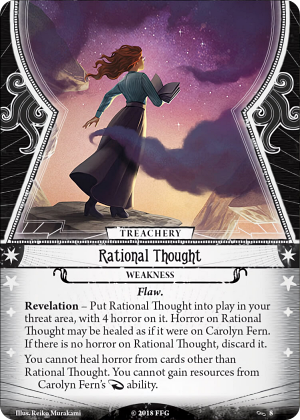 TREACHERY
Rational Thought
WEAKNESS
Flaw.
Revelation – Put Rational Thought into play in your
threat area, with 4 horror on it. Horror on Rational
Thought may be healed as if it were on Carolyn Fern.
If there is no horror on Rational Thought, discard it.
You cannot heal horror from cards other than
Rational Thought. You cannot gain resources from
Carolyn Fern's ability.
Illus. Reiko Murakami © 2018 FFG 8